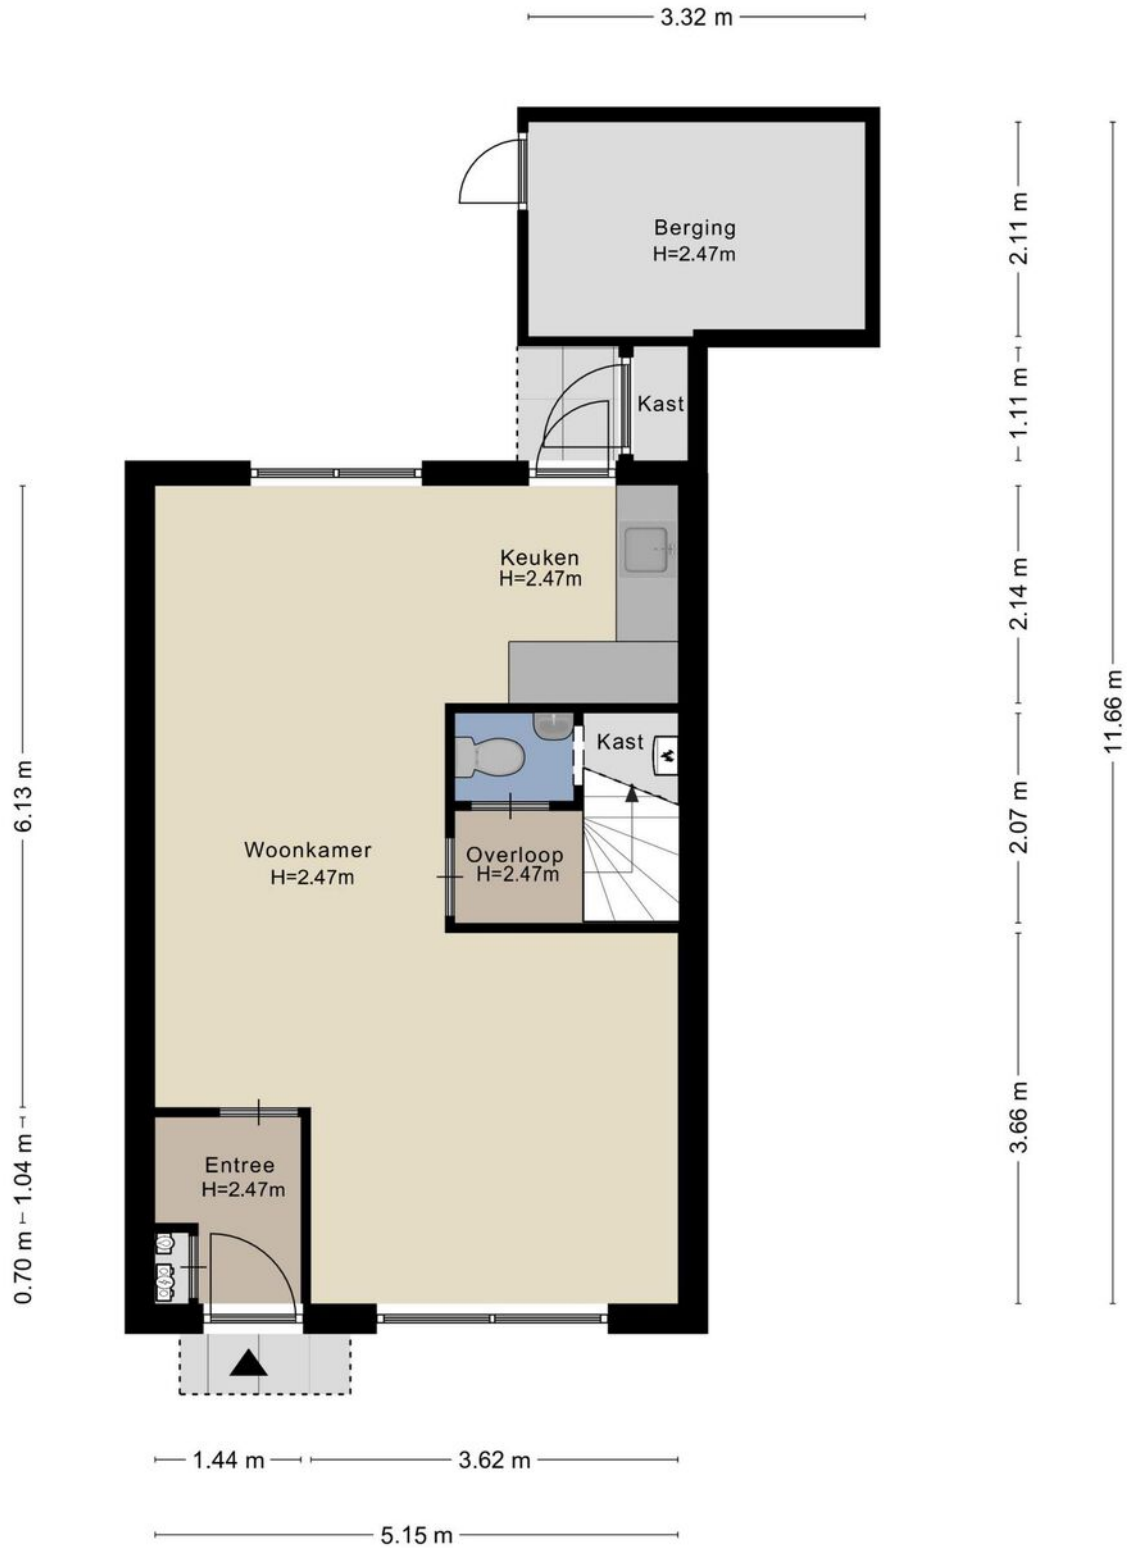 3.32 m
Berging
H=2.47m
2.11 m
Kast
1.11 m
Keuken
H=2.47m
2.14 m
11.66 m
Kast
6.13 m
2.07 m
Woonkamer
H=2.47m
Overloop
H=2.47m
3.66 m
Entree
H=2.47m
1.04 m
0.70 m
1.44 m
3.62 m
5.15 m